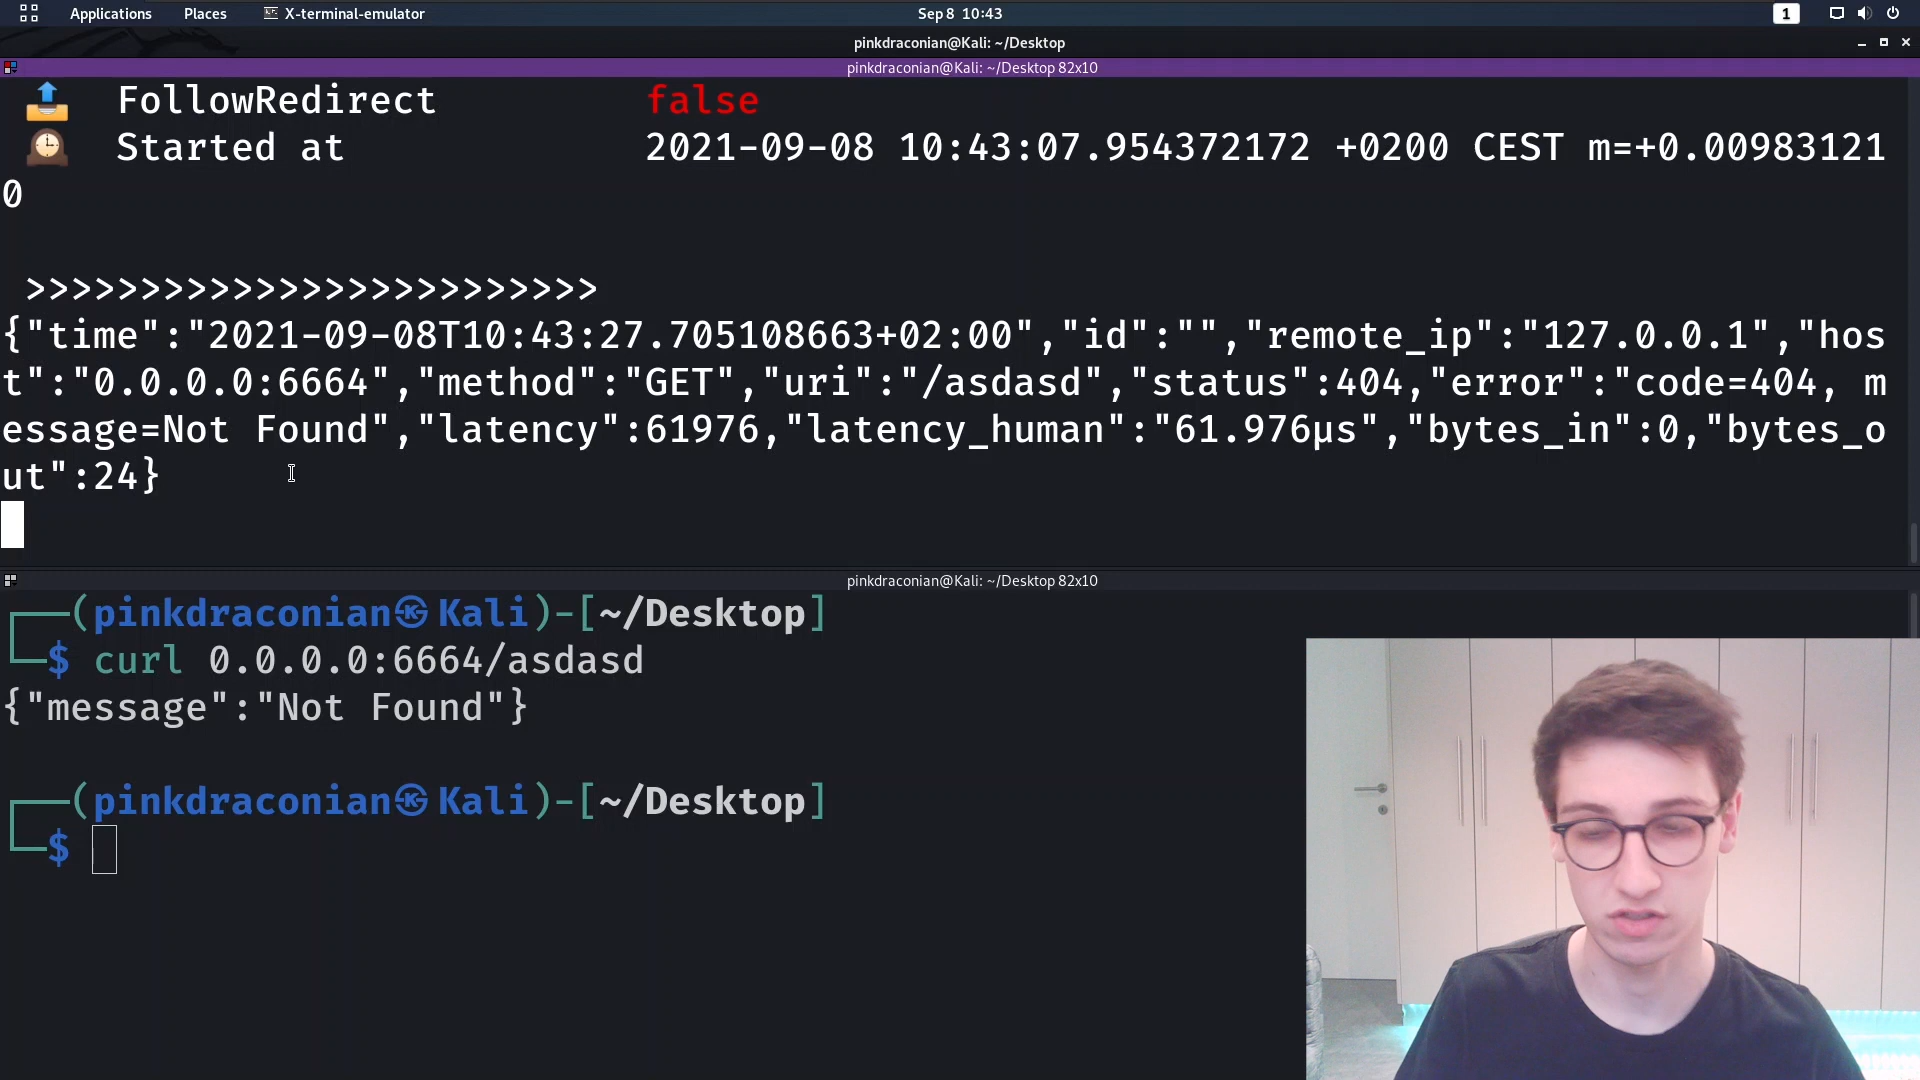 Applications Places X-terminal-emulator Sep 8 10:43 1
pinkdraconian@Kali: ~/Desktop
pinkdraconian@Kali: ~/Desktop 82x10
FollowRedirect false
Started at 2021-09-08 10:43:07.954372172 +0200 CEST m=+0.00983121
0
>>>>>>>>>>>>>>>>>>>>>>>>>
{"time":"2021-09-08T10:43:27.705108663+02:00","id":"","remote_ip":"127.0.0.1","hos
t":"0.0.0.0:6664","method":"GET","uri":"/asdasd","status":404,"error":"code=404, m
essage=Not Found","latency":61976,"latency_human":"61.976µs","bytes_in":0,"bytes_o
ut":24}
pinkdraconian@Kali: ~/Desktop 82x10
┌──(pinkdraconian㉿Kali)-[~/Desktop]
└─$ curl 0.0.0.0:6664/asdasd
{"message":"Not Found"}
┌──(pinkdraconian㉿Kali)-[~/Desktop]
└─$